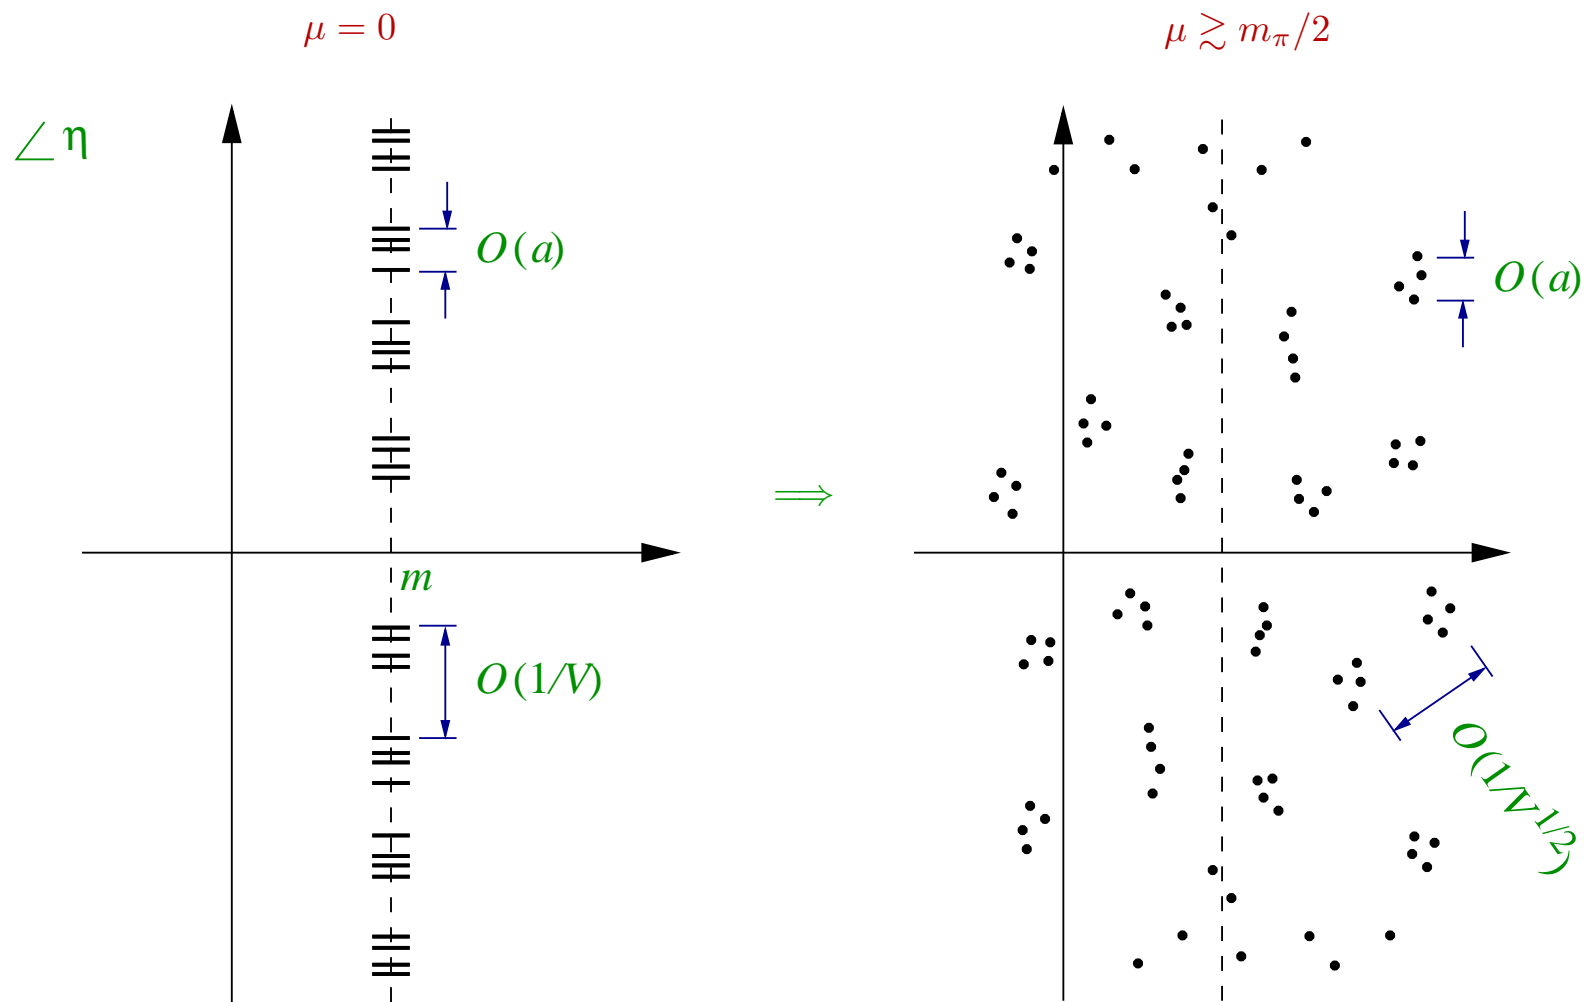 μ = 0
μ ≳ m_π/2
∠ η
O(a)
O(a)
⟹
m
O(1/V)
O(1/V^{1/2})